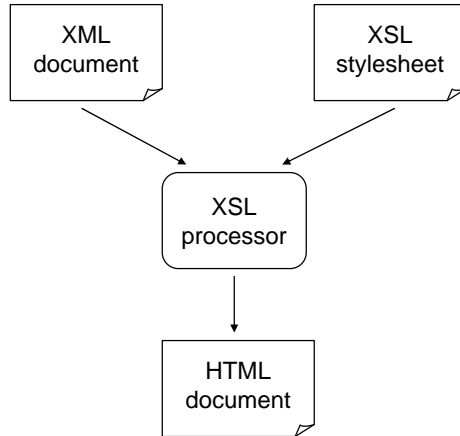 XML
document
XSL
stylesheet
XSL
processor
HTML
document